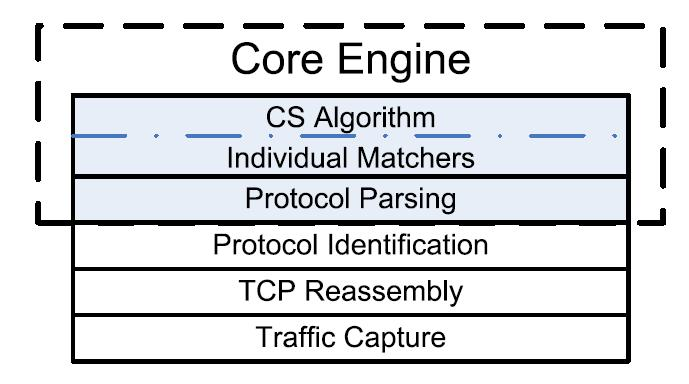 Core Engine
CS Algorithm
Individual Matchers
Protocol Parsing
Protocol Identification
TCP Reassembly
Traffic Capture